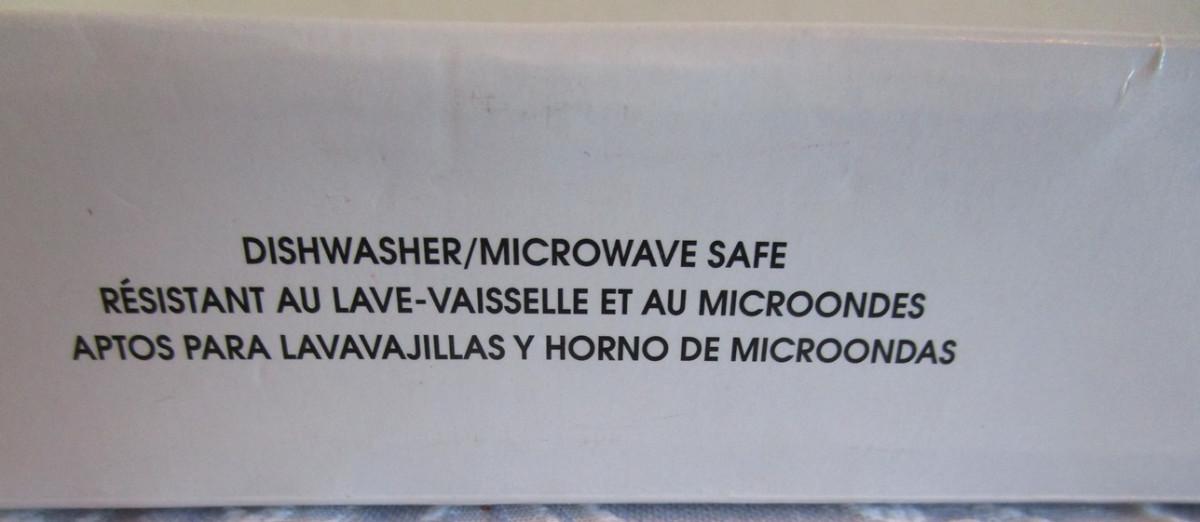 DISHWASHER/MICROWAVE SAFE
RÉSISTANT AU LAVE-VAISSELLE ET AU MICROONDES
APTOS PARA LAVAVAJILLAS Y HORNO DE MICROONDAS